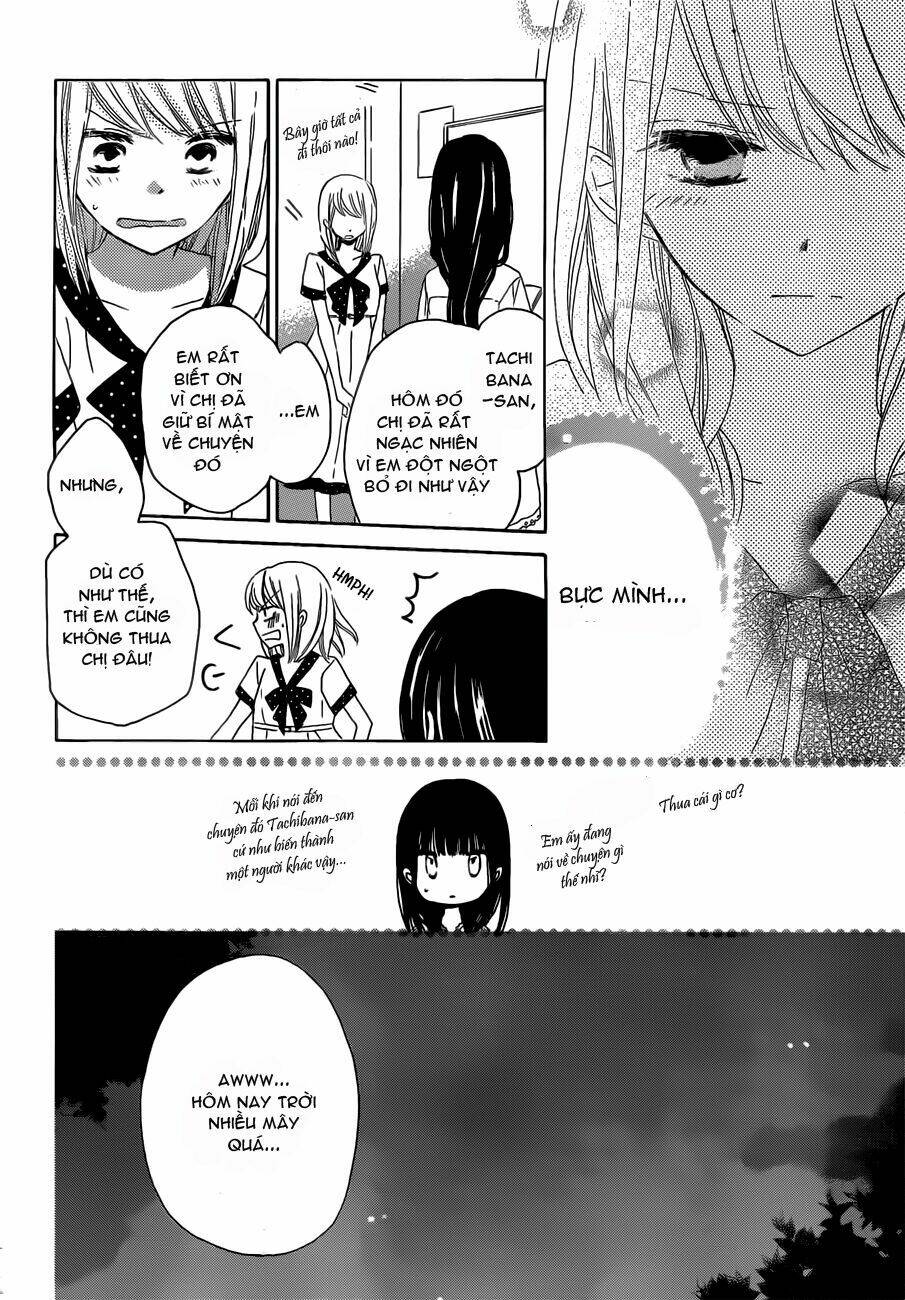 BỰC MÌNH...
Bây giờ tất cả
đi thôi nào!
TACHI
BANA
-SAN,
HÔM ĐÓ
CHỊ ĐÃ RẤT
NGẠC NHIÊN
VÌ EM ĐỘT NGỘT
BỎ ĐI NHƯ VẬY
...EM
EM RẤT
BIẾT ƠN
VÌ CHỊ ĐÃ
GIỮ BÍ MẬT
VỀ CHUYỆN
ĐÓ
NHƯNG,
DÙ CÓ
NHƯ THẾ,
THÌ EM CŨNG
KHÔNG THUA
CHỊ ĐÂU!
HMPH!
Thua cái gì cơ?
Em ấy đang
nói về chuyện gì
thế nhỉ?
Mỗi khi nói đến
chuyện đó Tachibana-san
cứ như biến thành
một người khác vậy...
AWWW...
HÔM NAY TRỜI
NHIỀU MÂY
QUÁ...